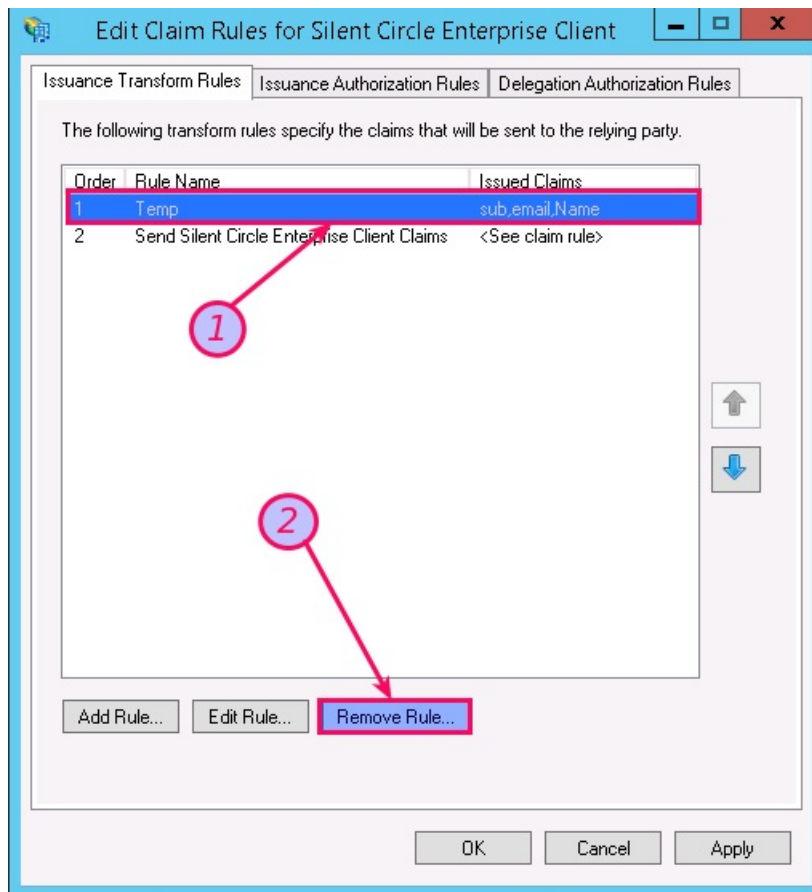 Edit Claim Rules for Silent Circle Enterprise Client
Issuance Transform Rules Issuance Authorization Rules Delegation Authorization Rules
The following transform rules specify the claims that will be sent to the relying party.
Order Rule Name Issued Claims
1 Temp sub,email,Name
2 Send Silent Circle Enterprise Client Claims <See claim rule>
1
2
Add Rule... Edit Rule... Remove Rule...
OK Cancel Apply